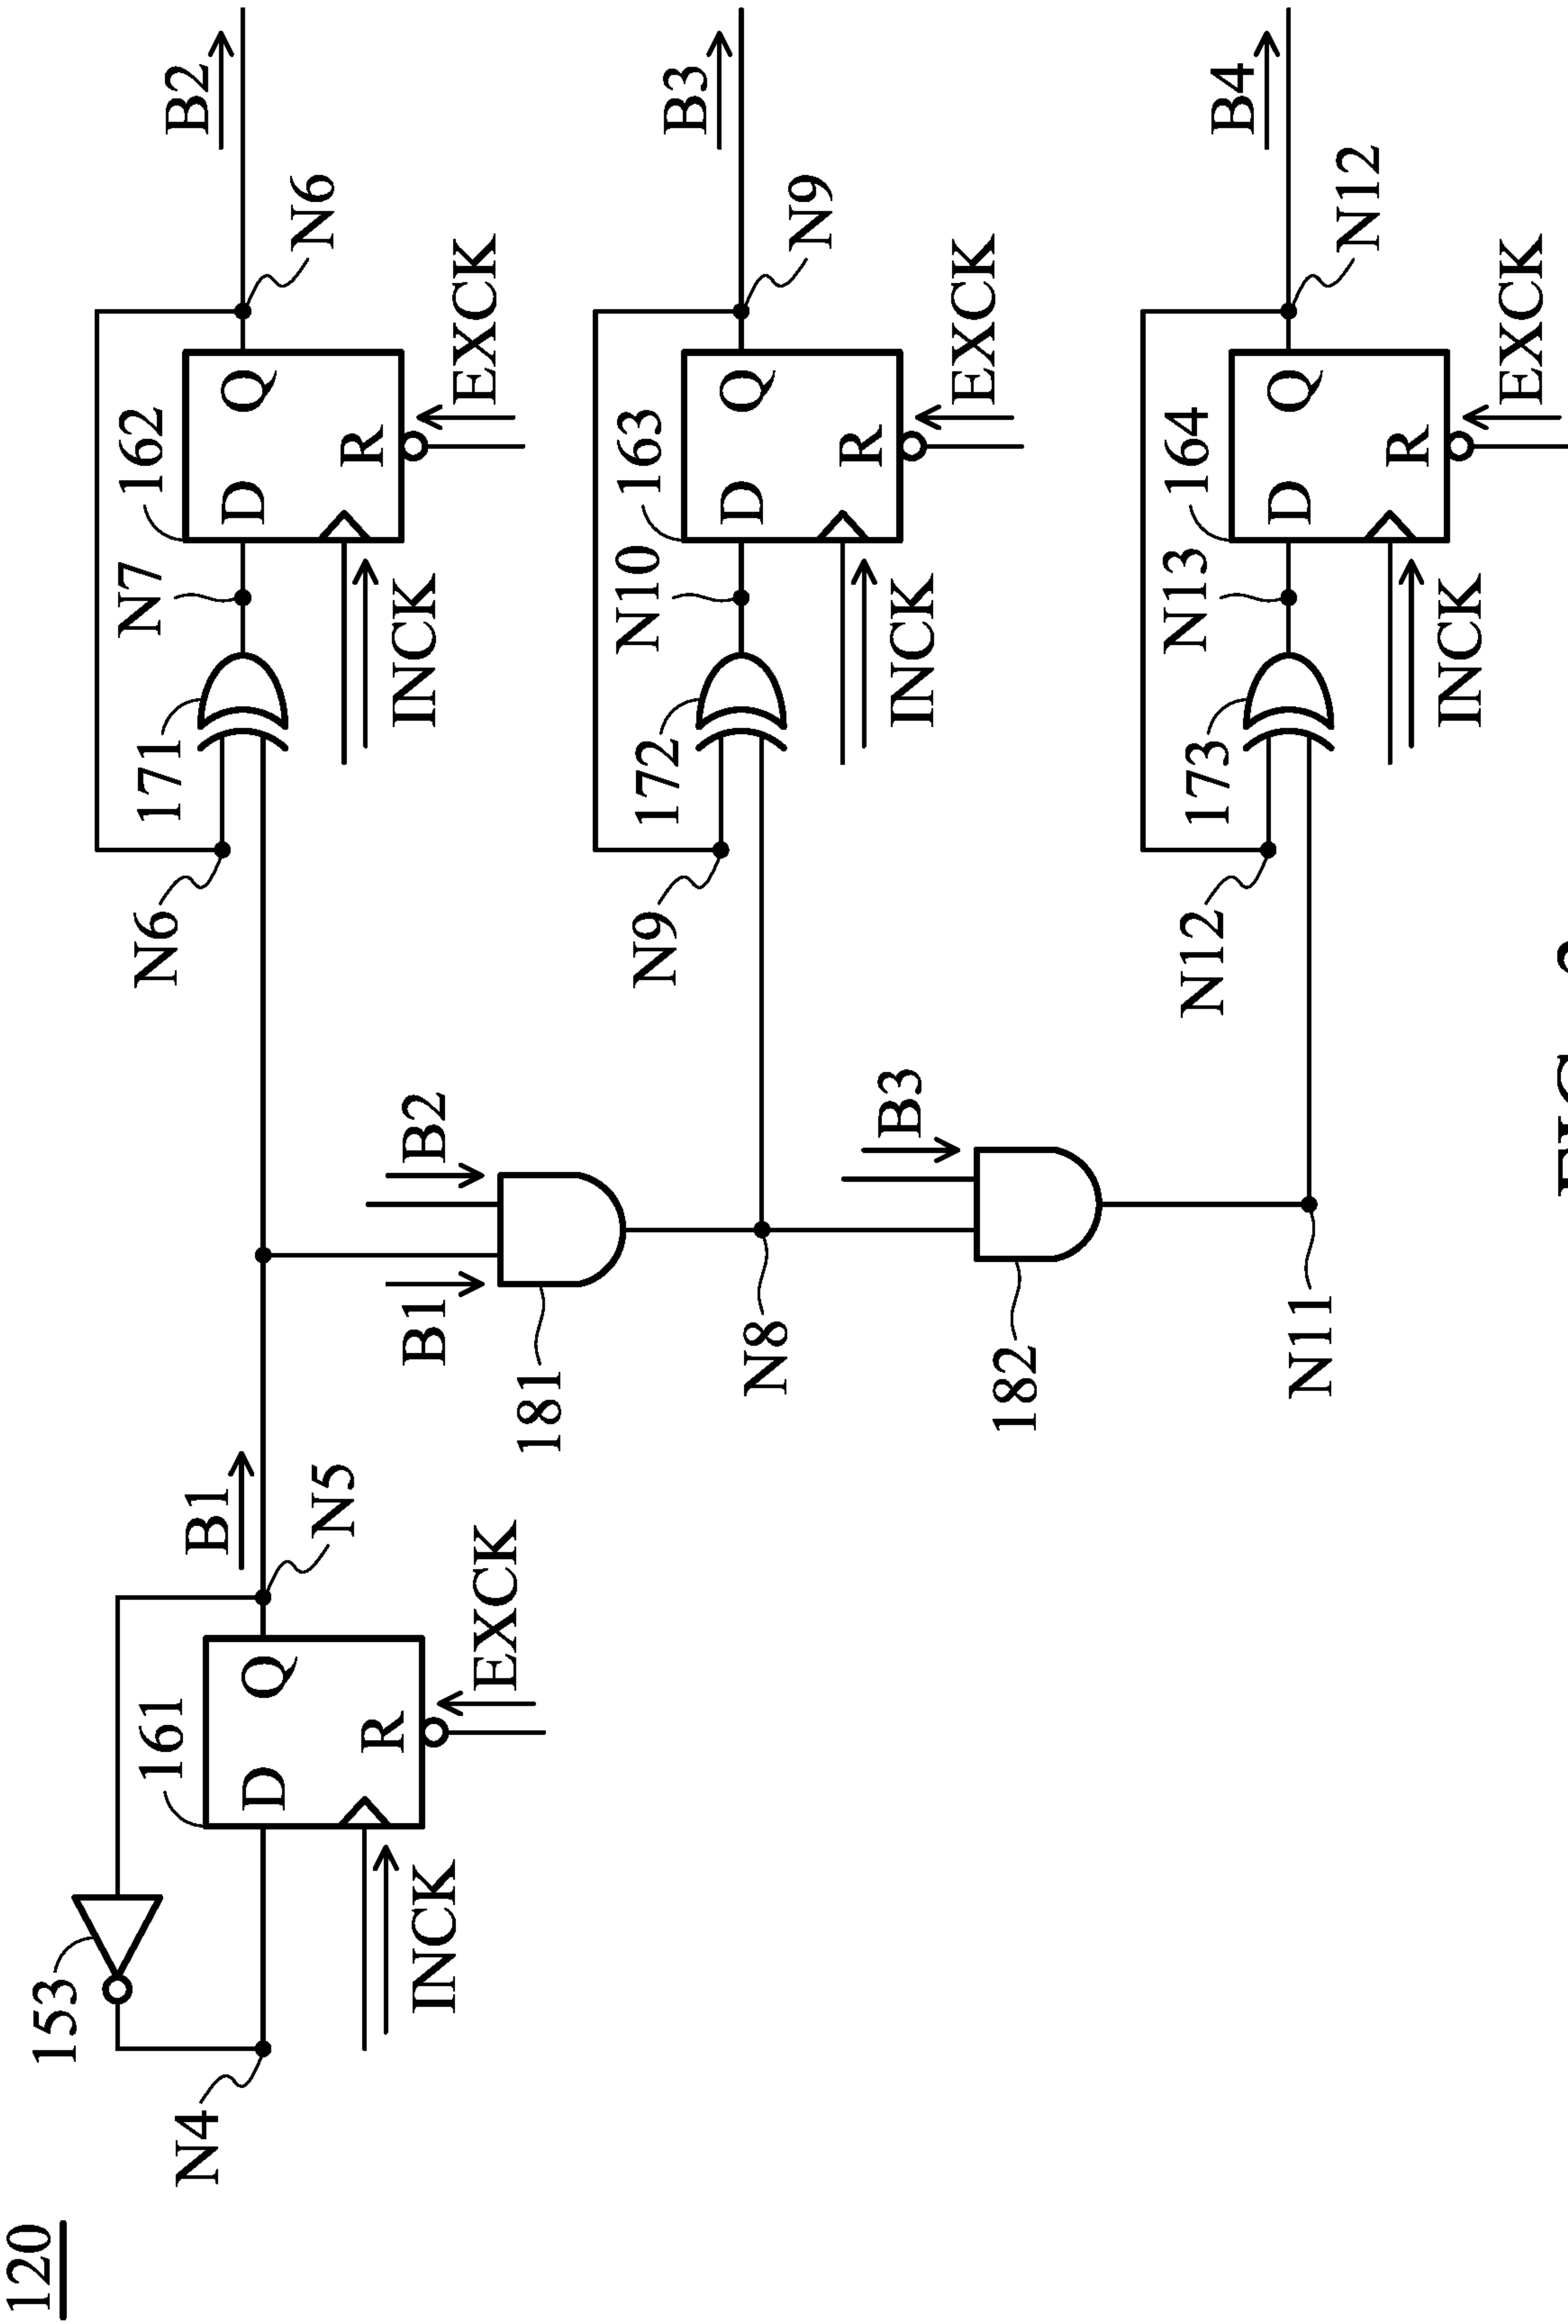 120
153
N4
161
B1
D Q
N5
R
INCK
EXCK
N6
171
N7
162
B2
D Q
N6
R
INCK
EXCK
B1
B2
181
N8
N9
172
N10
163
B3
D Q
N9
R
INCK
EXCK
B3
182
N11
N12
173
N13
164
B4
D Q
N12
R
INCK
EXCK
FIG.